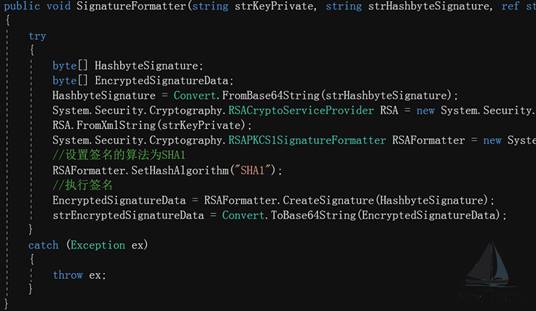 public void SignatureFormatter(string strKeyPrivate, string strHashbyteSignature, ref st
{
try
{
byte[] HashbyteSignature;
byte[] EncryptedSignatureData;
HashbyteSignature = Convert.FromBase64String(strHashbyteSignature);
System.Security.Cryptography.RSACryptoServiceProvider RSA = new System.Security.
RSA.FromXmlString(strKeyPrivate);
System.Security.Cryptography.RSAPKCS1SignatureFormatter RSAFormatter = new Syste
//设置签名的算法为SHA1
RSAFormatter.SetHashAlgorithm("SHA1");
//执行签名
EncryptedSignatureData = RSAFormatter.CreateSignature(HashbyteSignature);
strEncryptedSignatureData = Convert.ToBase64String(EncryptedSignatureData);
}
catch (Exception ex)
{
throw ex;
}
}